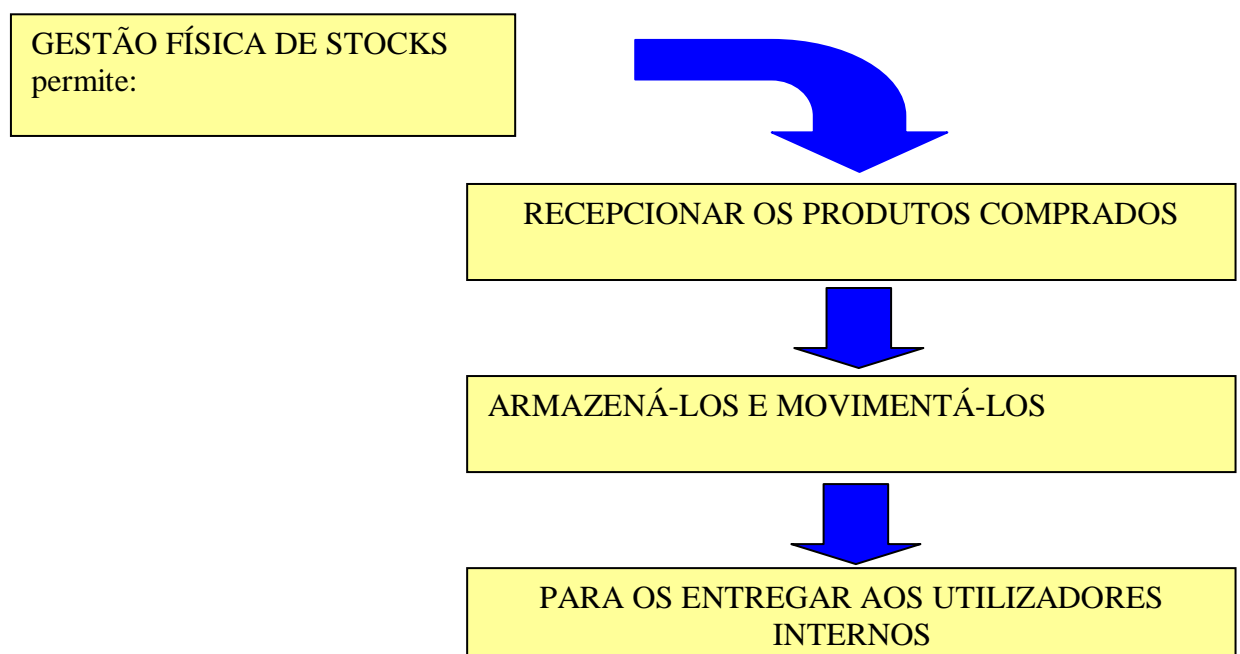 GESTÃO FÍSICA DE STOCKS
permite:
RECEPCIONAR OS PRODUTOS COMPRADOS
ARMAZENÁ-LOS E MOVIMENTÁ-LOS
PARA OS ENTREGAR AOS UTILIZADORES
INTERNOS